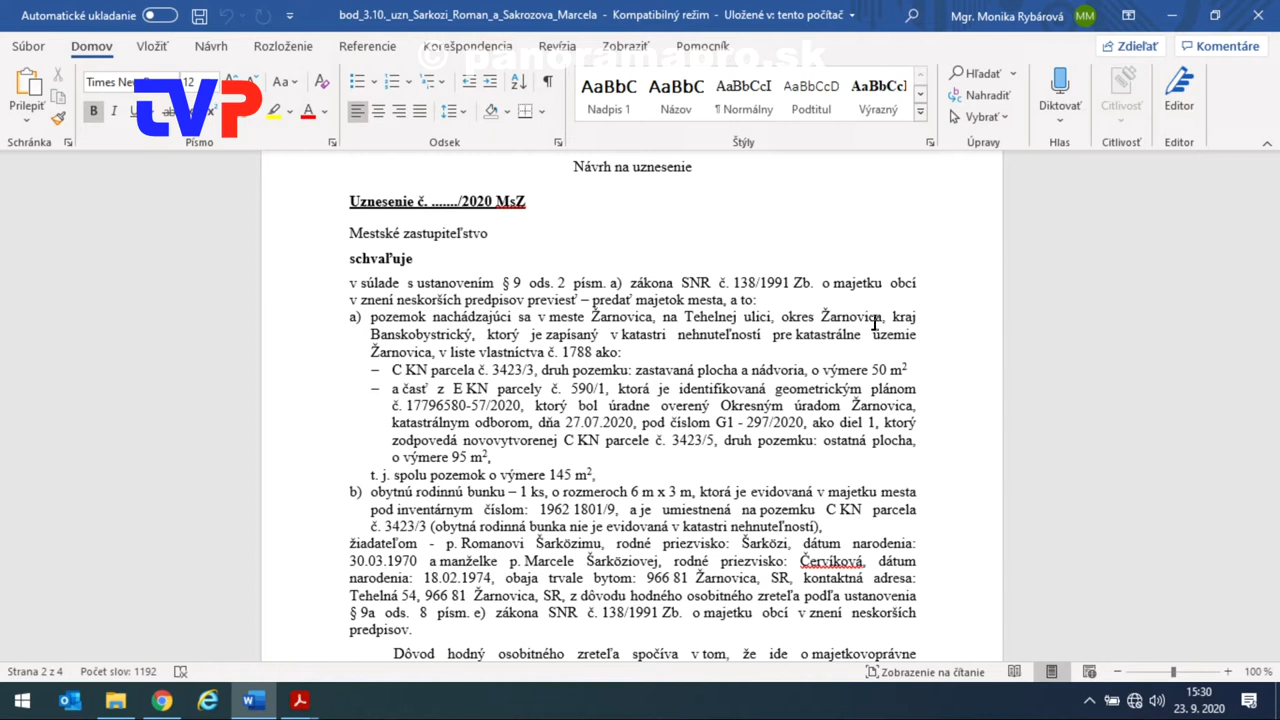 Automatické ukladanie
bod_3.10._uzn_Sarkozi_Roman_a_Sakrozova_Marcela - Kompatibilný režim - Uložené v: tento počítač
Mgr. Monika Rybárová
MM
Súbor Domov Vložiť Návrh Rozloženie Referencie Korešpondencia Revízia Zobraziť Pomocník
© panoramapro.sk
Zdieľať Komentáre
Times New 12
TVP
Prilepiť
Schránka Písmo Odsek Štýly
AaBbC AaBbC AaBbCcI AaBbCcD AaBbCcI
Nadpis 1 Názov ¶ Normálny Podtitul Výrazný
Hľadať
Nahradiť
Vybrať
Úpravy
Diktovať
Hlas
Citlivosť
Citlivosť
Editor
Editor
Návrh na uznesenie
Uznesenie č. ......./2020 MsZ
Mestské zastupiteľstvo
schvaľuje
v súlade s ustanovením § 9 ods. 2 písm. a) zákona SNR č. 138/1991 Zb. o majetku obcí
v znení neskorších predpisov previesť – predať majetok mesta, a to:
a) pozemok nachádzajúci sa v meste Žarnovica, na Tehelnej ulici, okres Žarnovica, kraj
Banskobystrický, ktorý je zapísaný v katastri nehnuteľností pre katastrálne územie
Žarnovica, v liste vlastníctva č. 1788 ako:
– C KN parcela č. 3423/3, druh pozemku: zastavaná plocha a nádvoria, o výmere 50 m²
– a časť z E KN parcely č. 590/1, ktorá je identifikovaná geometrickým plánom
č. 17796580-57/2020, ktorý bol úradne overený Okresným úradom Žarnovica,
katastrálnym odborom, dňa 27.07.2020, pod číslom G1 - 297/2020, ako diel 1, ktorý
zodpovedá novovytvorenej C KN parcele č. 3423/5, druh pozemku: ostatná plocha,
o výmere 95 m²,
t. j. spolu pozemok o výmere 145 m²,
b) obytnú rodinnú bunku – 1 ks, o rozmeroch 6 m x 3 m, ktorá je evidovaná v majetku mesta
pod inventárnym číslom: 1962 1801/9, a je umiestnená na pozemku C KN parcela
č. 3423/3 (obytná rodinná bunka nie je evidovaná v katastri nehnuteľností),
žiadateľom - p. Romanovi Šarközimu, rodné priezvisko: Šarközi, dátum narodenia:
30.03.1970 a manželke p. Marcele Šarköziovej, rodné priezvisko: Červíková, dátum
narodenia: 18.02.1974, obaja trvale bytom: 966 81 Žarnovica, SR, kontaktná adresa:
Tehelná 54, 966 81 Žarnovica, SR, z dôvodu hodného osobitného zreteľa podľa ustanovenia
§ 9a ods. 8 písm. e) zákona SNR č. 138/1991 Zb. o majetku obcí v znení neskorších
predpisov.
Dôvod hodný osobitného zreteľa spočíva v tom, že ide o majetkovoprávne
Strana 2 z 4 Počet slov: 1192
Zobrazenie na čítanie
100 %
15:30
23. 9. 2020